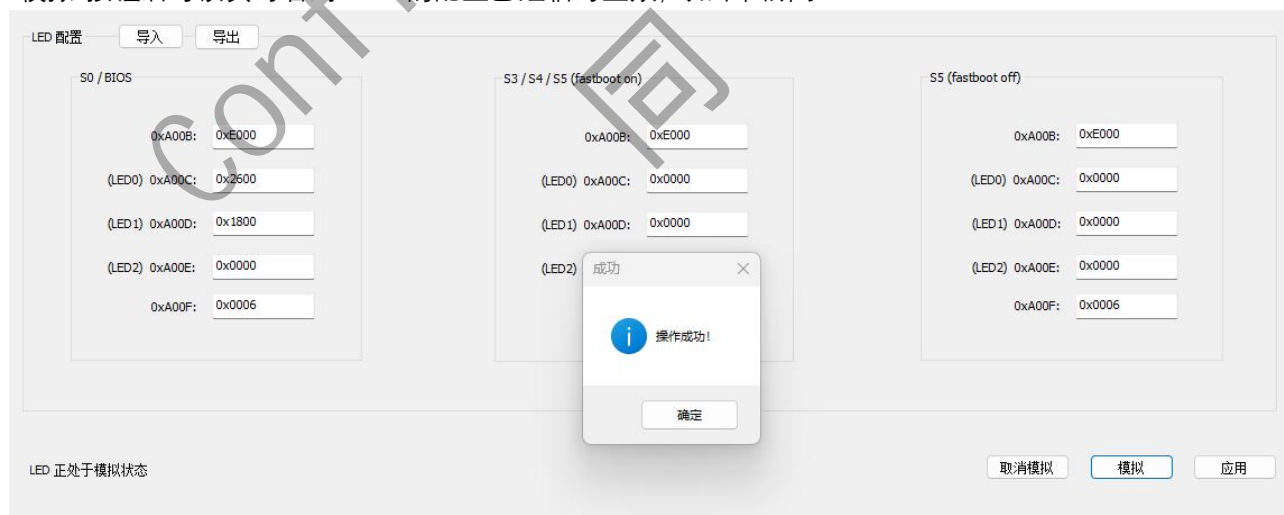 LED 配置 导入 导出
S0 / BIOS
0xA00B: 0xE000
(LED0) 0xA00C: 0x2600
(LED1) 0xA00D: 0x1800
(LED2) 0xA00E: 0x0000
0xA00F: 0x0006
S3 / S4 / S5 (fastboot on)
0xA00B: 0xE000
(LED0) 0xA00C: 0x0000
(LED1) 0xA00D: 0x0000
(LED2)
S5 (fastboot off)
0xA00B: 0xE000
(LED0) 0xA00C: 0x0000
(LED1) 0xA00D: 0x0000
(LED2) 0xA00E: 0x0000
0xA00F: 0x0006
成功
操作成功!
确定
LED 正处于模拟状态
取消模拟 模拟 应用
同